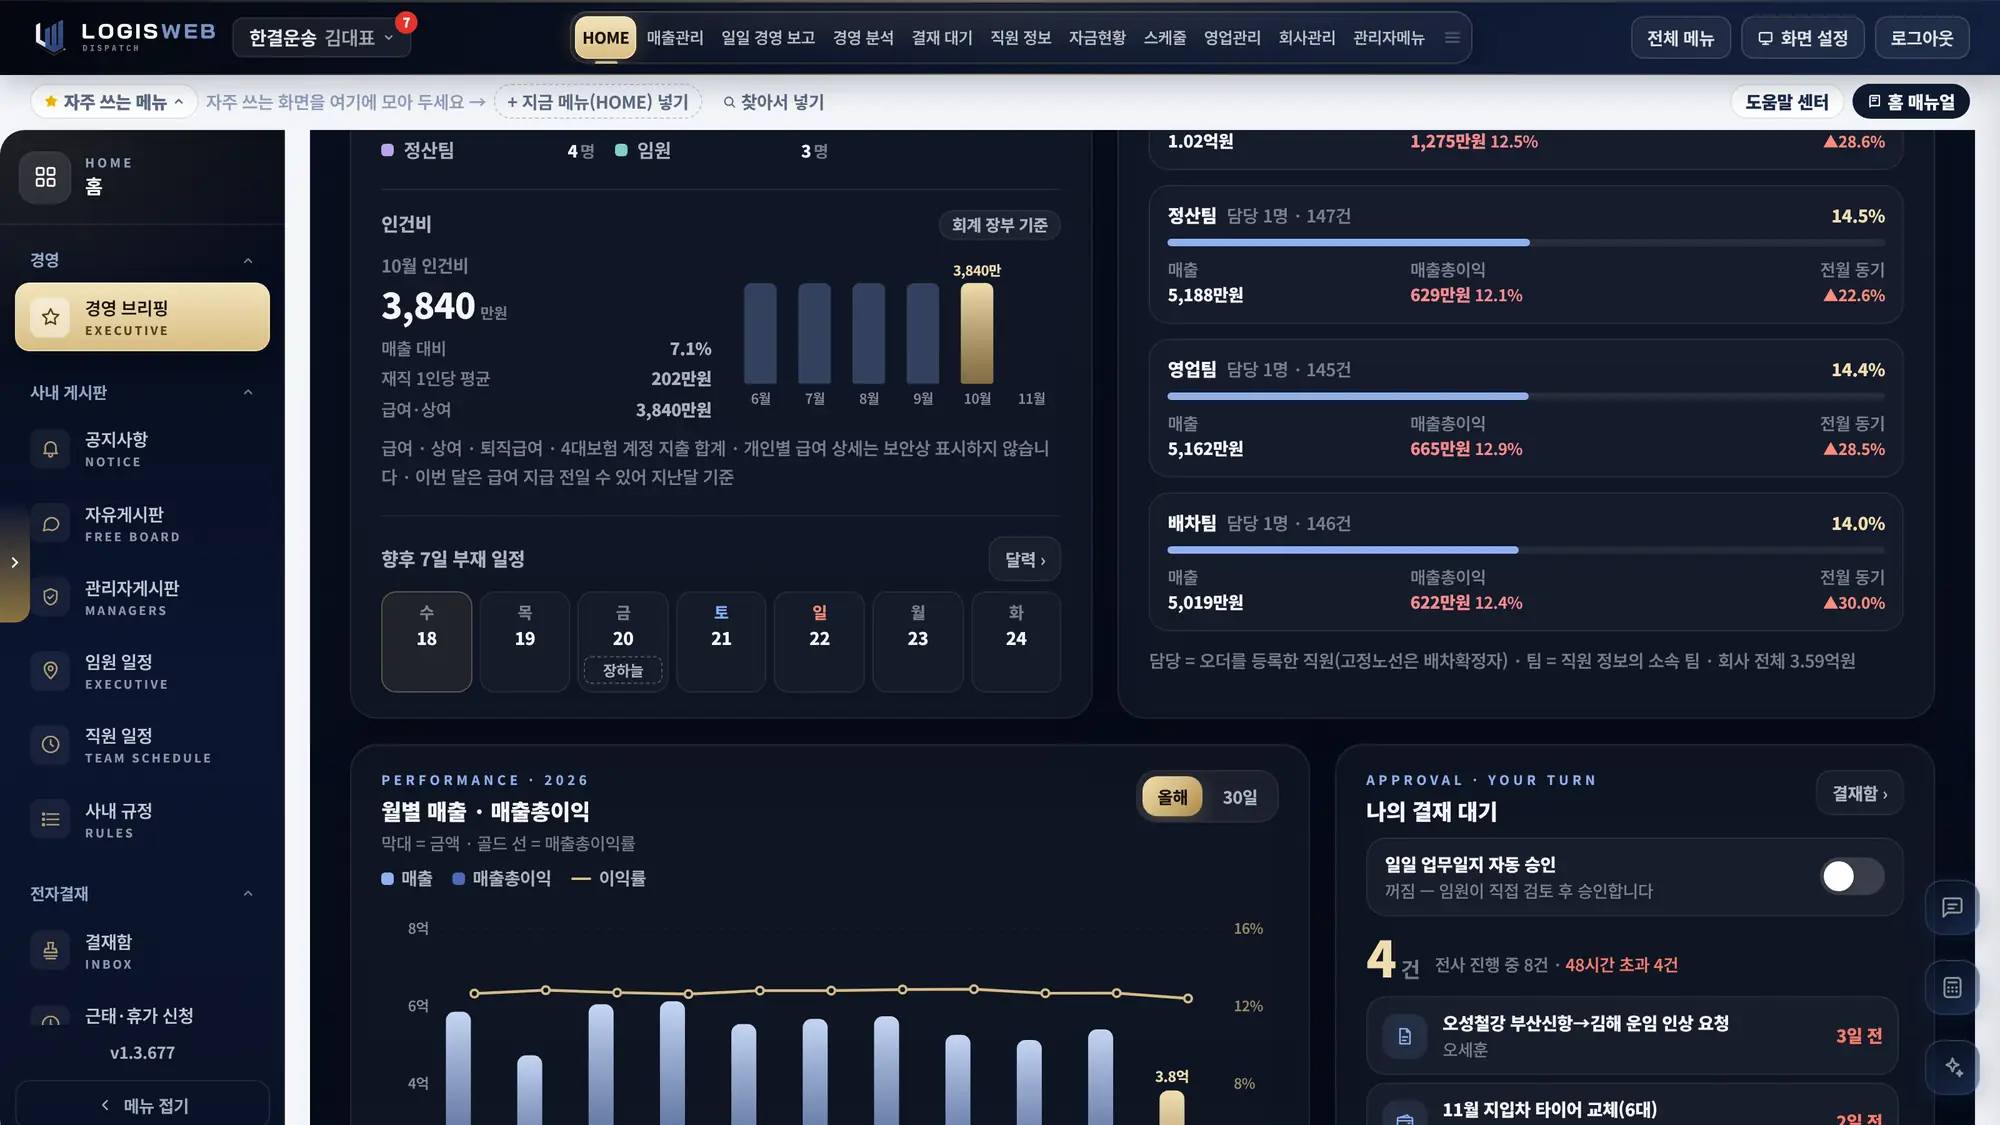 LOGISWEB
DISPATCH
한결운송 김대표
7
HOME 매출관리 일일 경영 보고 경영 분석 결재 대기 직원 정보 자금현황 스케줄 영업관리 회사관리 관리자메뉴
전체 메뉴
화면 설정
로그아웃
자주 쓰는 메뉴
자주 쓰는 화면을 여기에 모아 두세요 →
+ 지금 메뉴(HOME) 넣기
찾아서 넣기
도움말 센터
홈 매뉴얼
HOME
홈
경영
경영 브리핑
EXECUTIVE
사내 게시판
공지사항
NOTICE
자유게시판
FREE BOARD
관리자게시판
MANAGERS
임원 일정
EXECUTIVE
직원 일정
TEAM SCHEDULE
사내 규정
RULES
전자결재
결재함
INBOX
근태·휴가 신청
v1.3.677
메뉴 접기
정산팀 4명 임원 3명
인건비
회계 장부 기준
10월 인건비
3,840 만원
매출 대비 7.1%
재직 1인당 평균 202만원
급여·상여 3,840만원
3,840만
6월 7월 8월 9월 10월 11월
급여 · 상여 · 퇴직급여 · 4대보험 계정 지출 합계 · 개인별 급여 상세는 보안상 표시하지 않습니
다 · 이번 달은 급여 지급 전일 수 있어 지난달 기준
향후 7일 부재 일정
달력 ›
수 목 금 토 일 월 화
18 19 20 21 22 23 24
장하늘
1.02억원 1,275만원 12.5% ▲28.6%
정산팀 담당 1명 · 147건 14.5%
매출 매출총이익 전월 동기
5,188만원 629만원 12.1% ▲22.6%
영업팀 담당 1명 · 145건 14.4%
매출 매출총이익 전월 동기
5,162만원 665만원 12.9% ▲28.5%
배차팀 담당 1명 · 146건 14.0%
매출 매출총이익 전월 동기
5,019만원 622만원 12.4% ▲30.0%
담당 = 오더를 등록한 직원(고정노선은 배차확정자) · 팀 = 직원 정보의 소속 팀 · 회사 전체 3.59억원
PERFORMANCE · 2026
월별 매출 · 매출총이익
막대 = 금액 · 골드 선 = 매출총이익률
올해 30일
매출 매출총이익 이익률
8억 16%
6억 12%
4억 8%
3.8억
APPROVAL · YOUR TURN
나의 결재 대기
결재함 ›
일일 업무일지 자동 승인
꺼짐 — 임원이 직접 검토 후 승인합니다
4 건 전사 진행 중 8건 · 48시간 초과 4건
오성철강 부산신항→김해 운임 인상 요청
오세훈
3일 전
11월 지입차 타이어 교체(6대)
2일 전